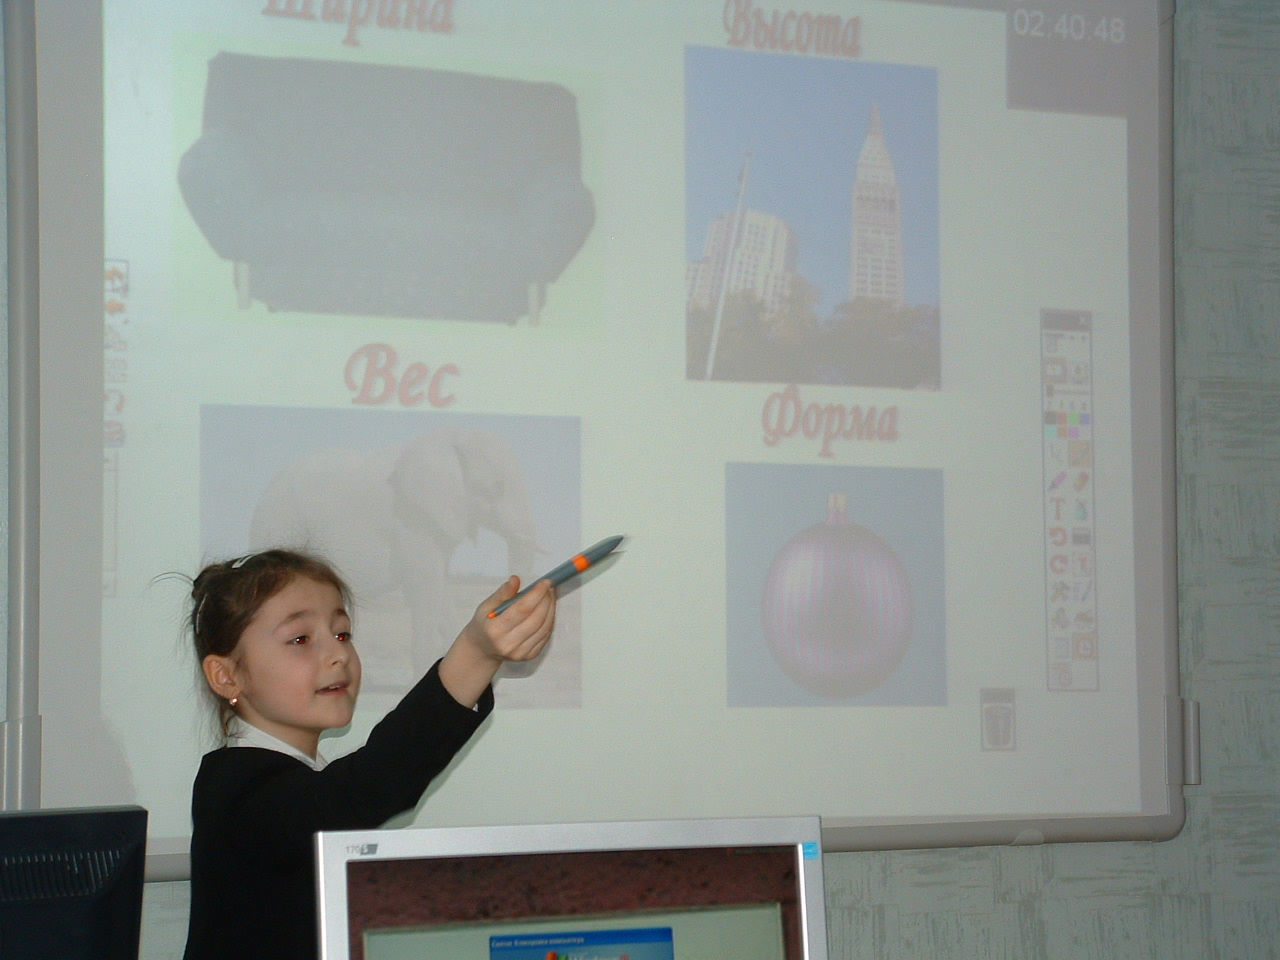 Ширина
Высота
02.40.48
Вес
Форма